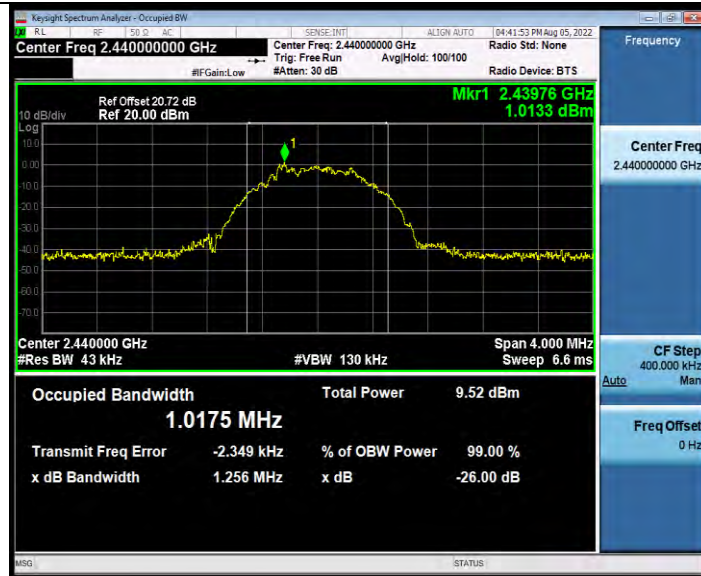 Keysight Spectrum Analyzer - Occupied BW
LXI RL RF 50 Ω AC SENSE:INT ALIGN AUTO 04:41:53 PM Aug 05, 2022
Center Freq 2.440000000 GHz Center Freq: 2.440000000 GHz Radio Std: None Frequency
Trig: Free Run Avg|Hold: 100/100
#IFGain:Low #Atten: 30 dB Radio Device: BTS
Ref Offset 20.72 dB Mkr1 2.43976 GHz
10 dB/div Ref 20.00 dBm 1.0133 dBm
Log
10.0
1
0.00
-10.0
-20.0
-30.0
-40.0
-50.0
-60.0
-70.0
Center Freq
2.440000000 GHz
Center 2.440000 GHz Span 4.000 MHz
#Res BW 43 kHz #VBW 130 kHz Sweep 6.6 ms
CF Step
400.000 kHz
Auto Man
Occupied Bandwidth Total Power 9.52 dBm
1.0175 MHz
Freq Offset
0 Hz
Transmit Freq Error -2.349 kHz % of OBW Power 99.00 %
x dB Bandwidth 1.256 MHz x dB -26.00 dB
MSG STATUS